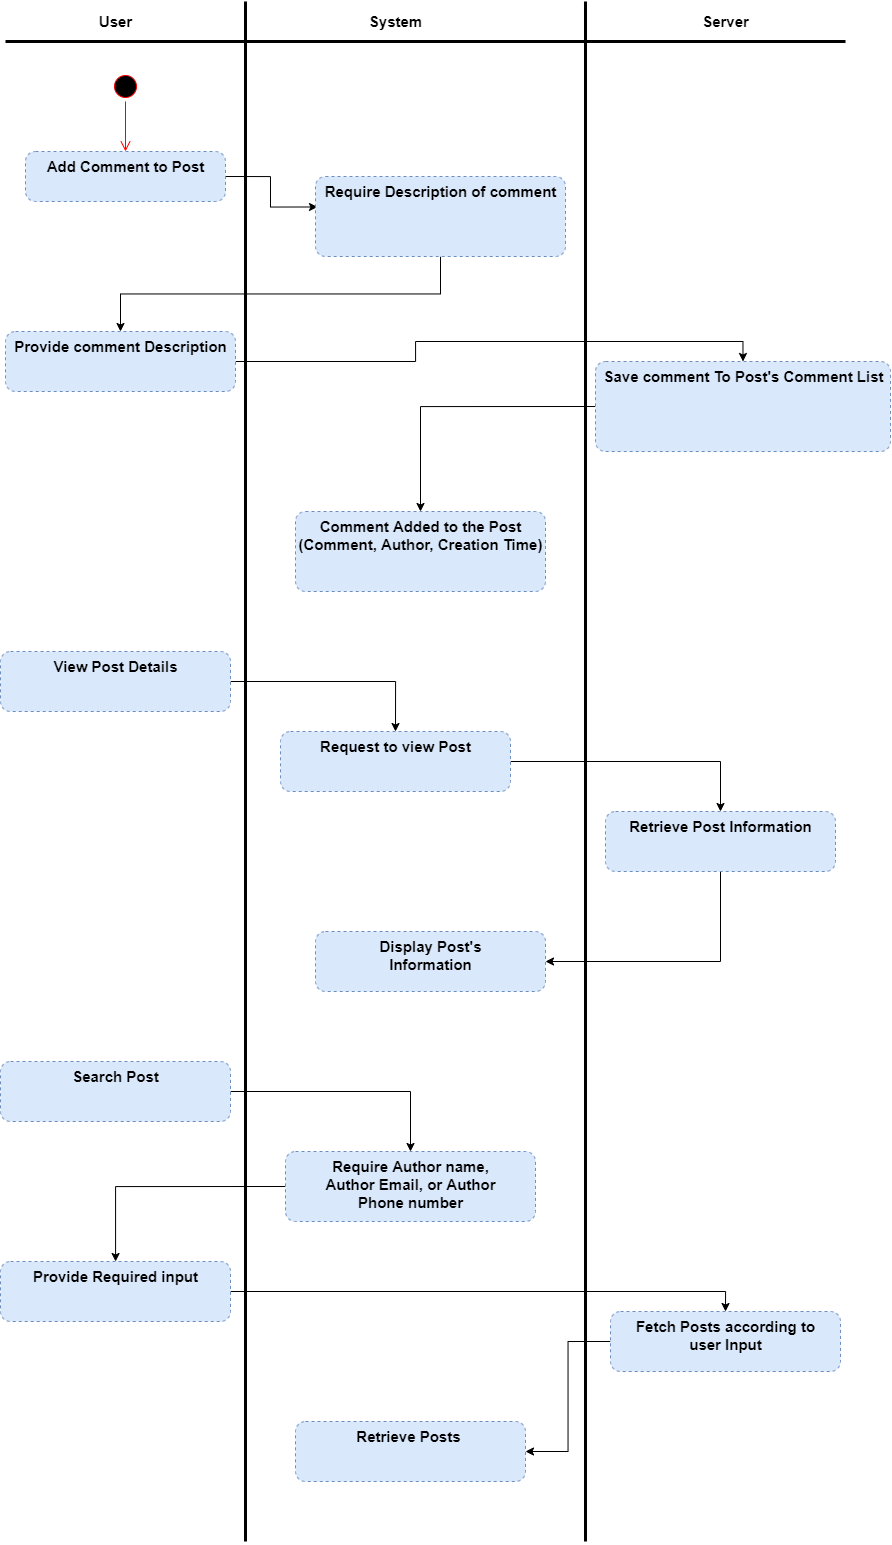 User
System
Server
Add Comment to Post
Require Description of comment
Provide comment Description
Save comment To Post's Comment List
Comment Added to the Post
(Comment, Author, Creation Time)
View Post Details
Request to view Post
Retrieve Post Information
Display Post's
Information
Search Post
Require Author name,
Author Email, or Author
Phone number
Provide Required input
Fetch Posts according to
user Input
Retrieve Posts